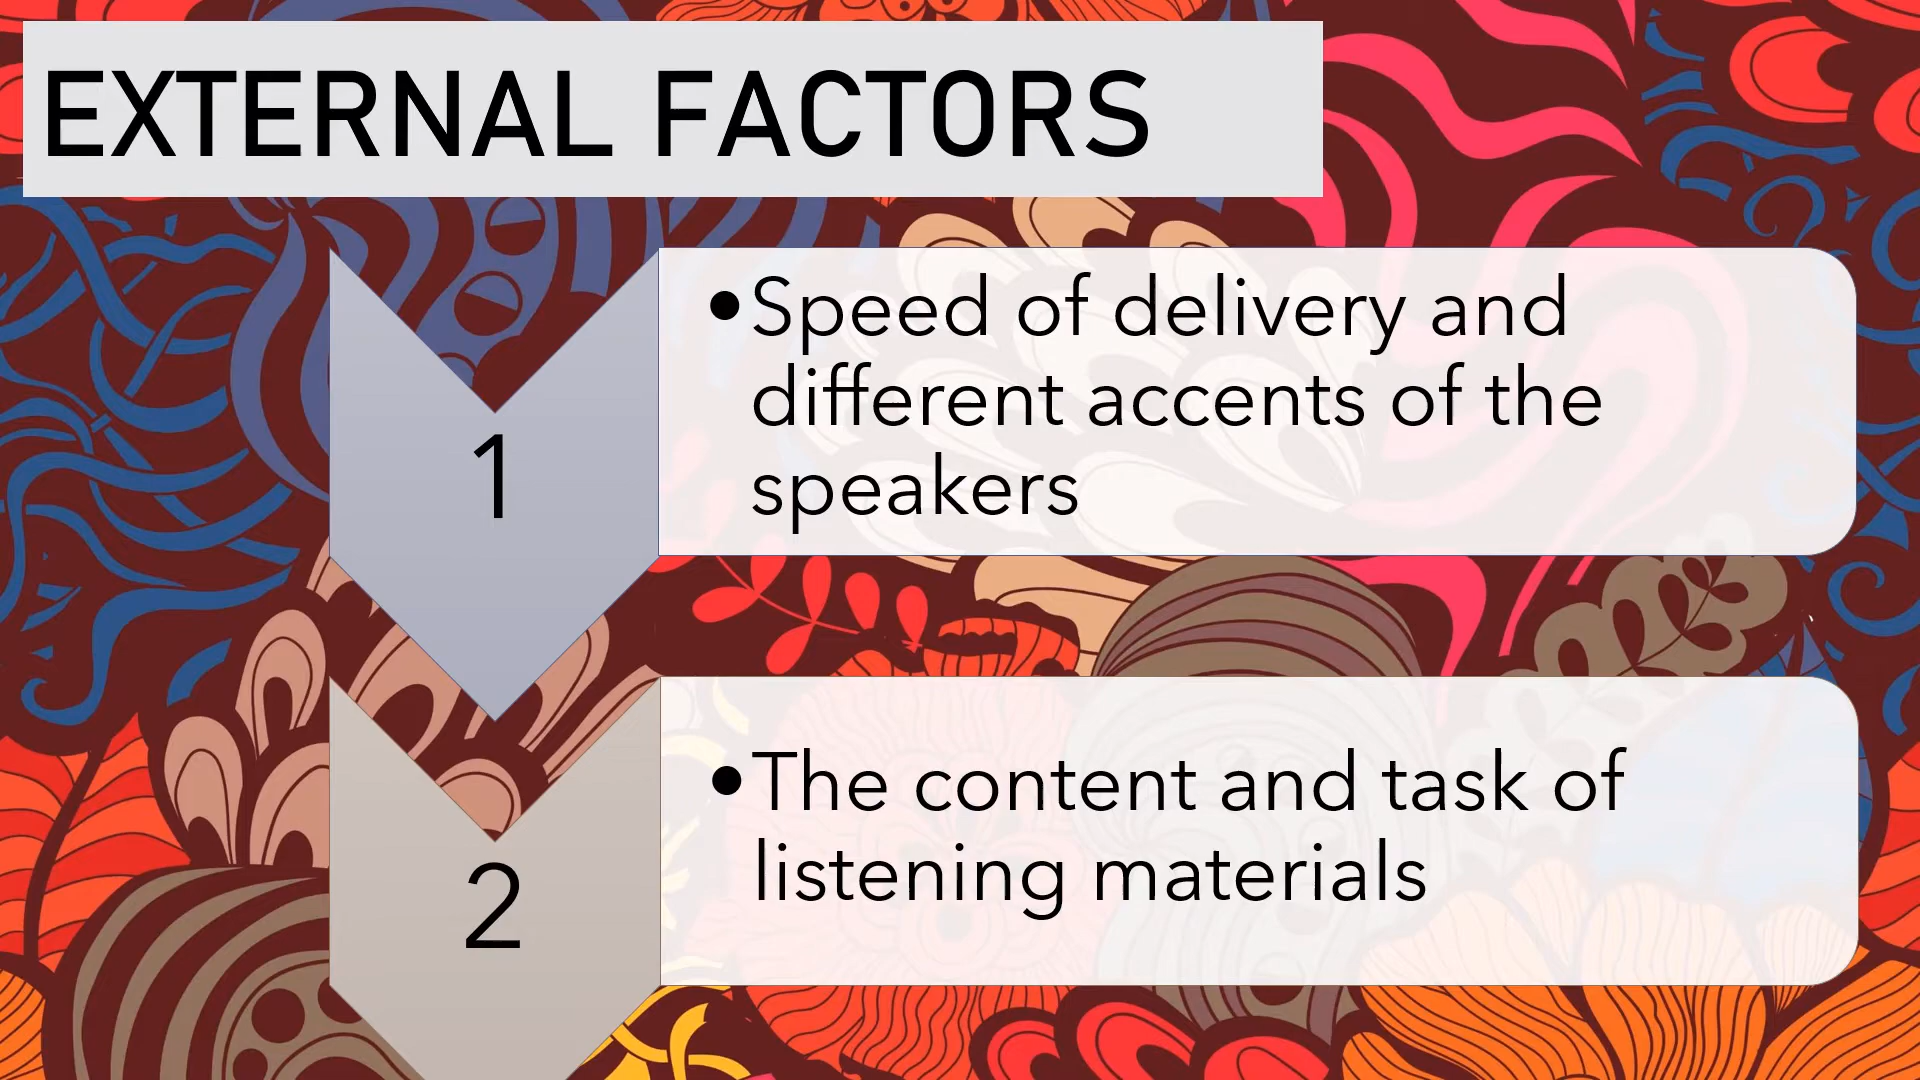 EXTERNAL FACTORS
1
•Speed of delivery and
different accents of the
speakers
2
•The content and task of
listening materials